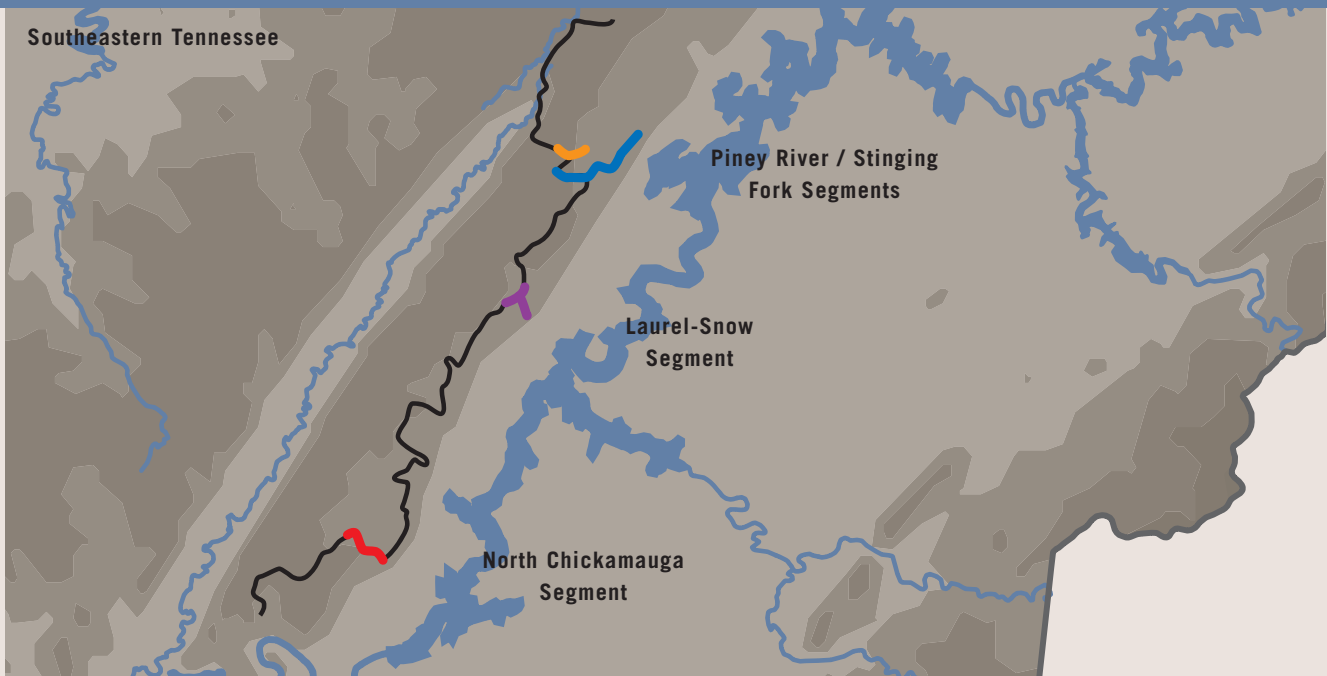 Southeastern Tennessee
Piney River / Stinging
Fork Segments
Laurel-Snow
Segment
North Chickamauga
Segment